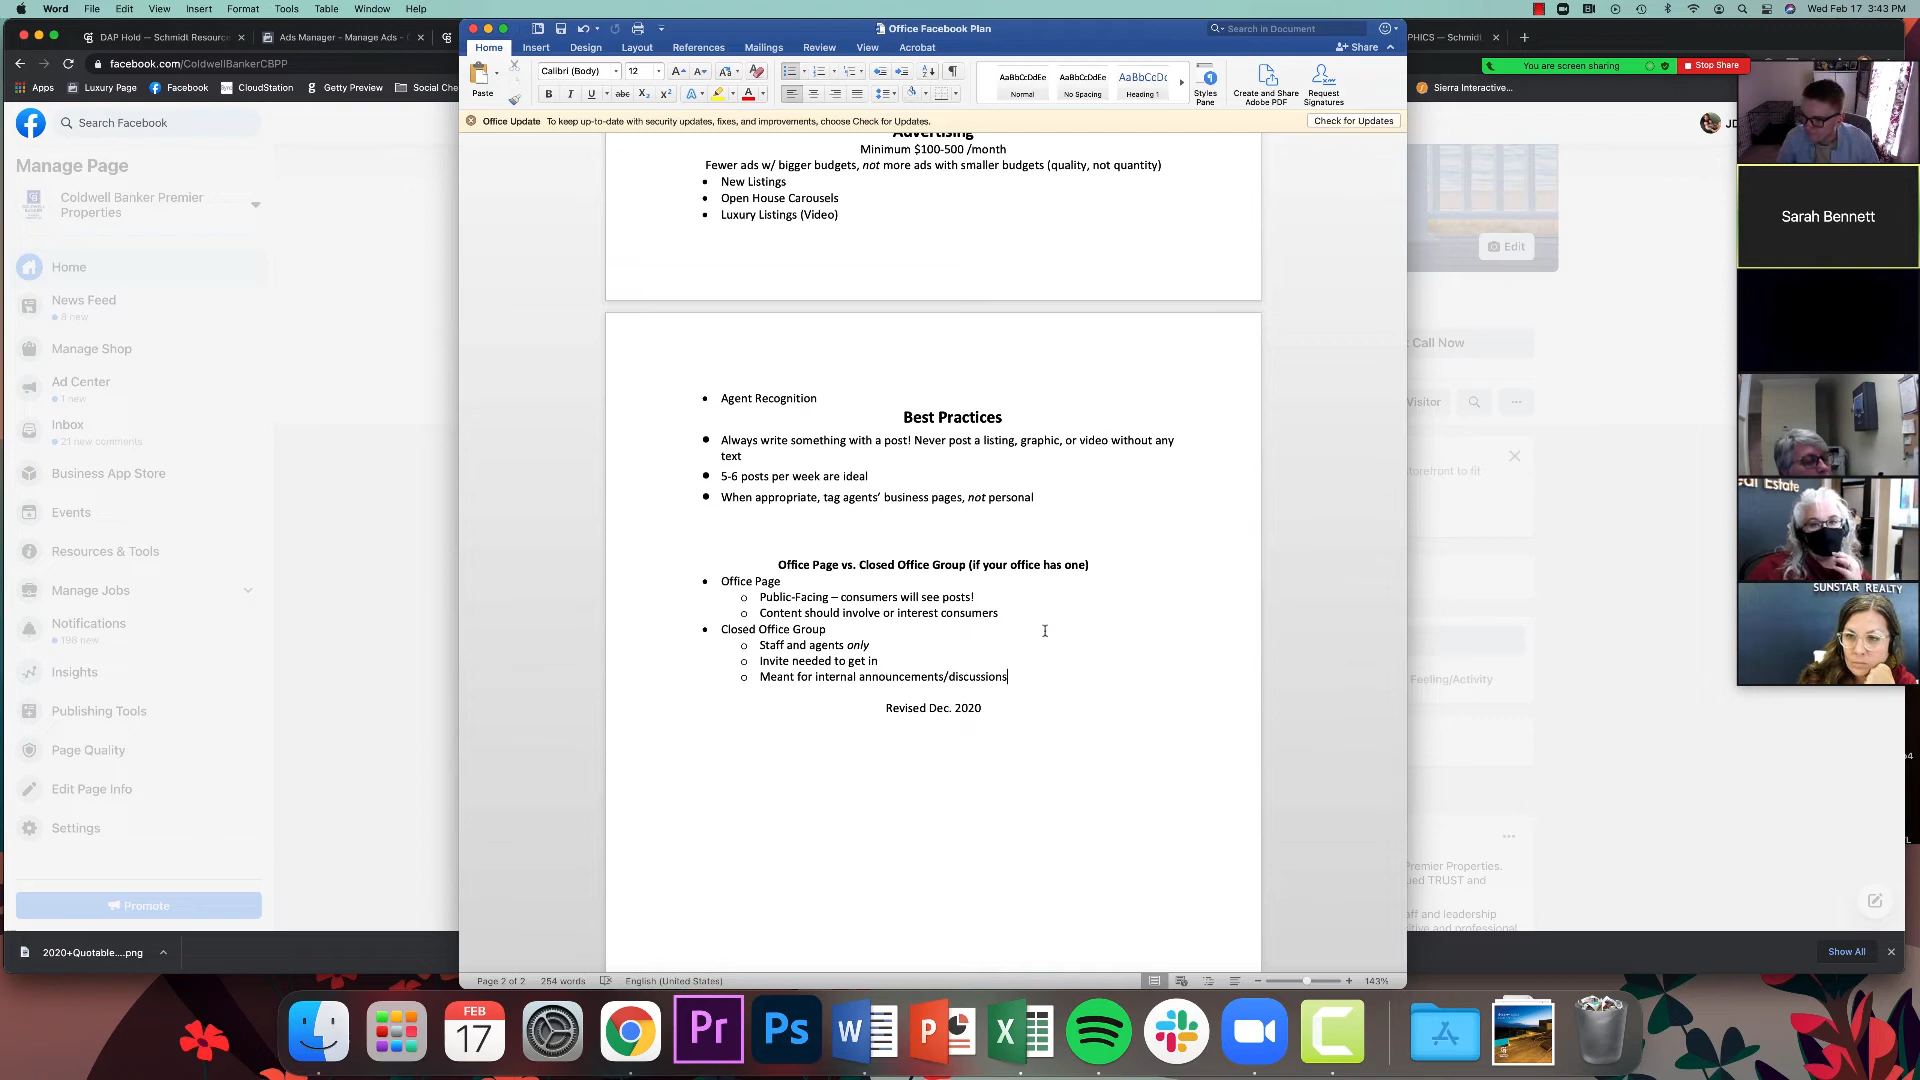 Word File Edit View Insert Format Tools Table Window Help
Wed Feb 17 3:43 PM
DAP Hold — Schmidt Resource
Ads Manager - Manage Ads -
Office Facebook Plan
Search in Document
PHICS — Schmidt
facebook.com/ColdwellBankerCBPP
Home Insert Design Layout References Mailings Review View Acrobat
Share
You are screen sharing
Stop Share
Apps Luxury Page Facebook CloudStation Getty Preview Social Che
Sierra Interactive...
Calibri (Body) 12
AaBbCcDdEe AaBbCcDdEe AaBbCcDc
Normal No Spacing Heading 1
Paste
Styles Pane
Create and Share Adobe PDF
Request Signatures
Office Update To keep up-to-date with security updates, fixes, and improvements, choose Check for Updates.
Check for Updates
Search Facebook
Manage Page
Coldwell Banker Premier
Properties
Home
News Feed
8 new
Manage Shop
Ad Center
1 new
Inbox
21 new comments
Business App Store
Events
Resources & Tools
Manage Jobs
Notifications
198 new
Insights
Publishing Tools
Page Quality
Edit Page Info
Settings
Promote
2020+Quotable....png
Advertising
Minimum $100-500 /month
Fewer ads w/ bigger budgets, not more ads with smaller budgets (quality, not quantity)
• New Listings
• Open House Carousels
• Luxury Listings (Video)
• Agent Recognition
Best Practices
• Always write something with a post! Never post a listing, graphic, or video without any
text
• 5-6 posts per week are ideal
• When appropriate, tag agents’ business pages, not personal
Office Page vs. Closed Office Group (if your office has one)
• Office Page
o Public-Facing – consumers will see posts!
o Content should involve or interest consumers
• Closed Office Group
o Staff and agents only
o Invite needed to get in
o Meant for internal announcements/discussions
Revised Dec. 2020
Page 2 of 2 254 words English (United States)
143%
Edit
Call Now
Visitor
storefront to fit
Feeling/Activity
Premier Properties.
ued TRUST and
aff and leadership
itive and professional
Show All
Sarah Bennett
eal Estate
SUNSTAR REALTY
FEB
17
Pr
Ps
W
P
X
C